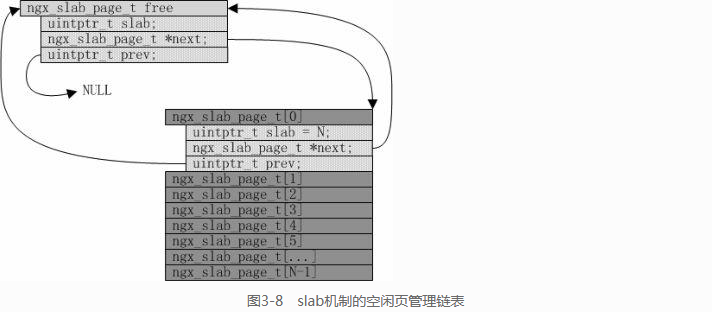 ngx_slab_page_t free
uintptr_t slab;
ngx_slab_page_t *next;
uintptr_t prev;
NULL
ngx_slab_page_t[0]
uintptr_t slab = N;
ngx_slab_page_t *next;
uintptr_t prev;
ngx_slab_page_t[1]
ngx_slab_page_t[2]
ngx_slab_page_t[3]
ngx_slab_page_t[4]
ngx_slab_page_t[5]
ngx_slab_page_t[...]
ngx_slab_page_t[N-1]
图3-8 slab机制的空闲页管理链表